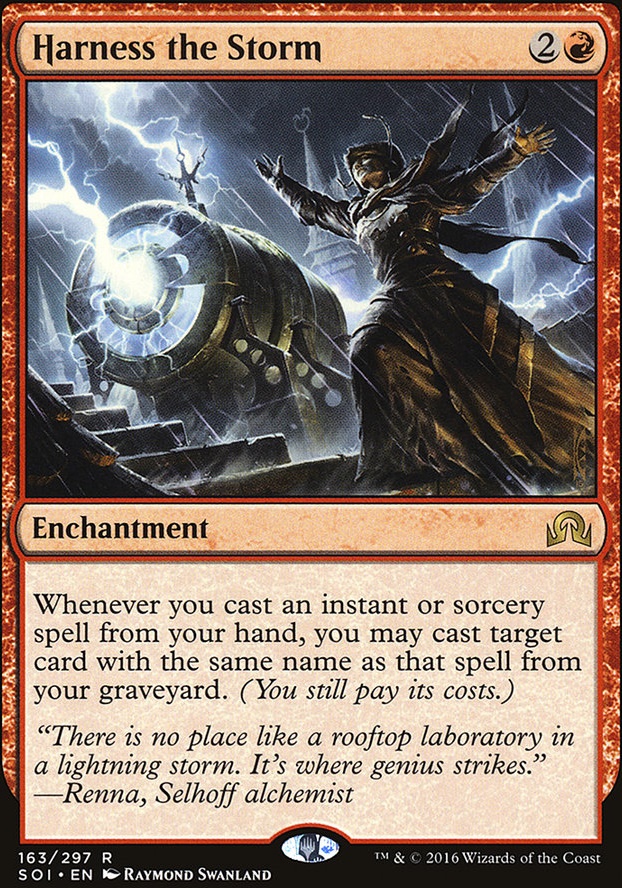 Harness the Storm 2
Enchantment
Whenever you cast an instant or sorcery
spell from your hand, you may cast target
card with the same name as that spell from
your graveyard. (You still pay its costs.)
“There is no place like a rooftop laboratory in
a lightning storm. It’s where genius strikes.”
—Renna, Selhoff alchemist
163/297 R
SOI • EN Raymond Swanland
™ & © 2016 Wizards of the Coast